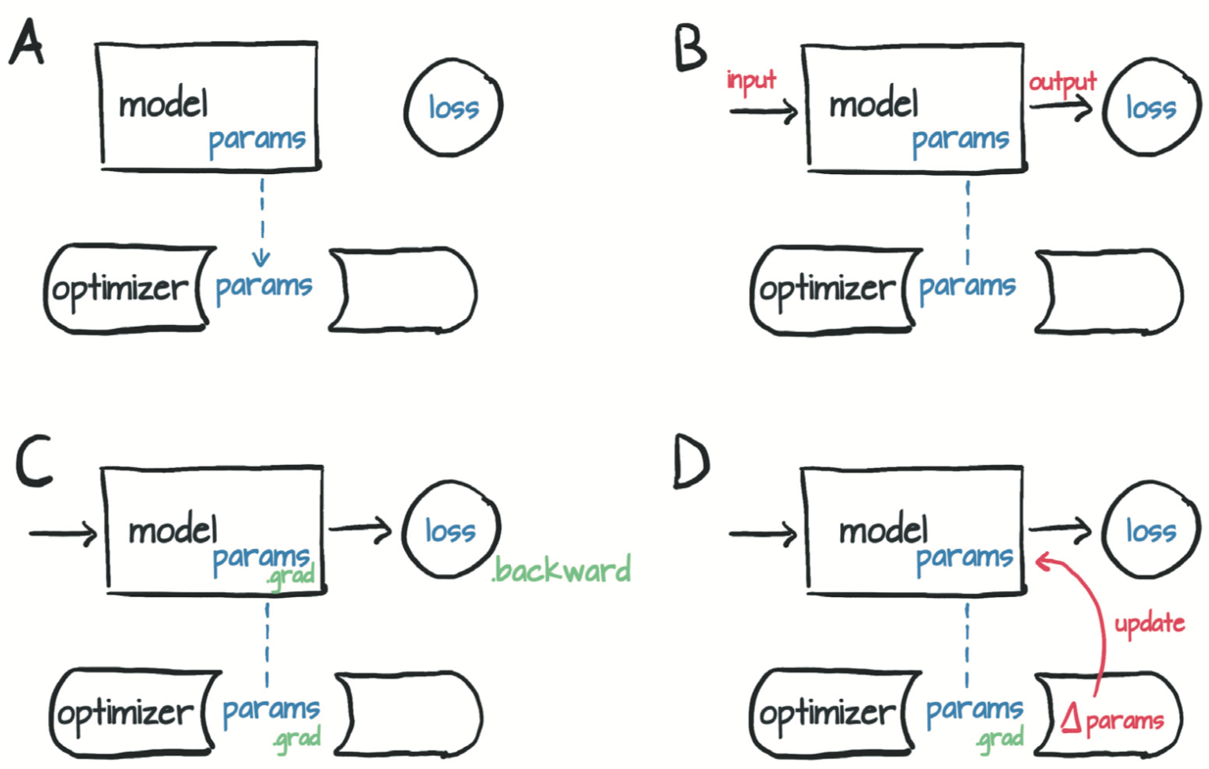 A
model
params
loss
optimizer
params
B
input
model
params
output
loss
optimizer
params
C
model
params
.grad
loss
.backward
optimizer
params
.grad
D
model
params
loss
update
optimizer
params
.grad
Δ params